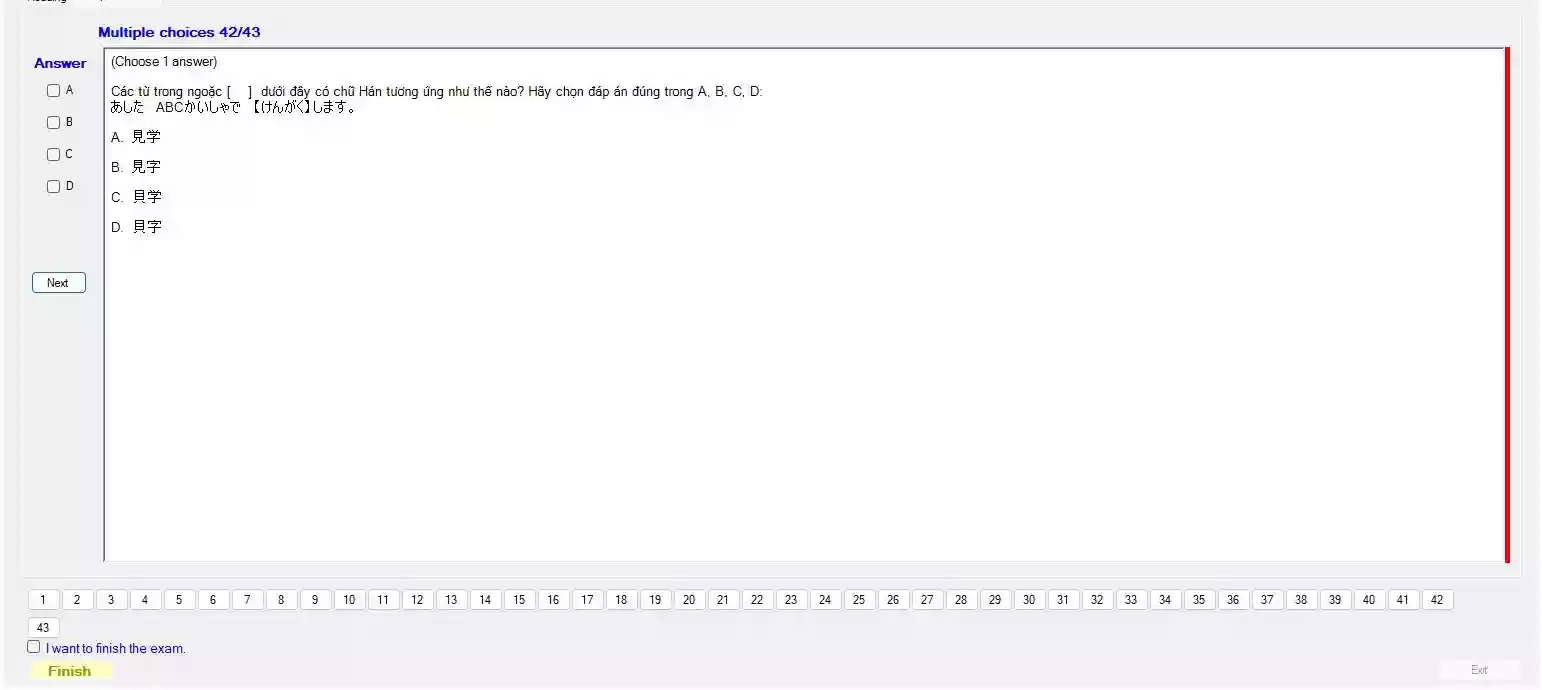 Multiple choices 42/43
Answer
(Choose 1 answer)
A
Các từ trong ngoặc [    ] dưới đây có chữ Hán tương ứng như thế nào? Hãy chọn đáp án đúng trong A, B, C, D:
あした　ABCかいしゃで　【けんがく】します。
B
A. 見学
C
B. 見字
D
C. 貝学
D. 貝字
Next
1 2 3 4 5 6 7 8 9 10 11 12 13 14 15 16 17 18 19 20 21 22 23 24 25 26 27 28 29 30 31 32 33 34 35 36 37 38 39 40 41 42
43
I want to finish the exam.
Finish
Exit